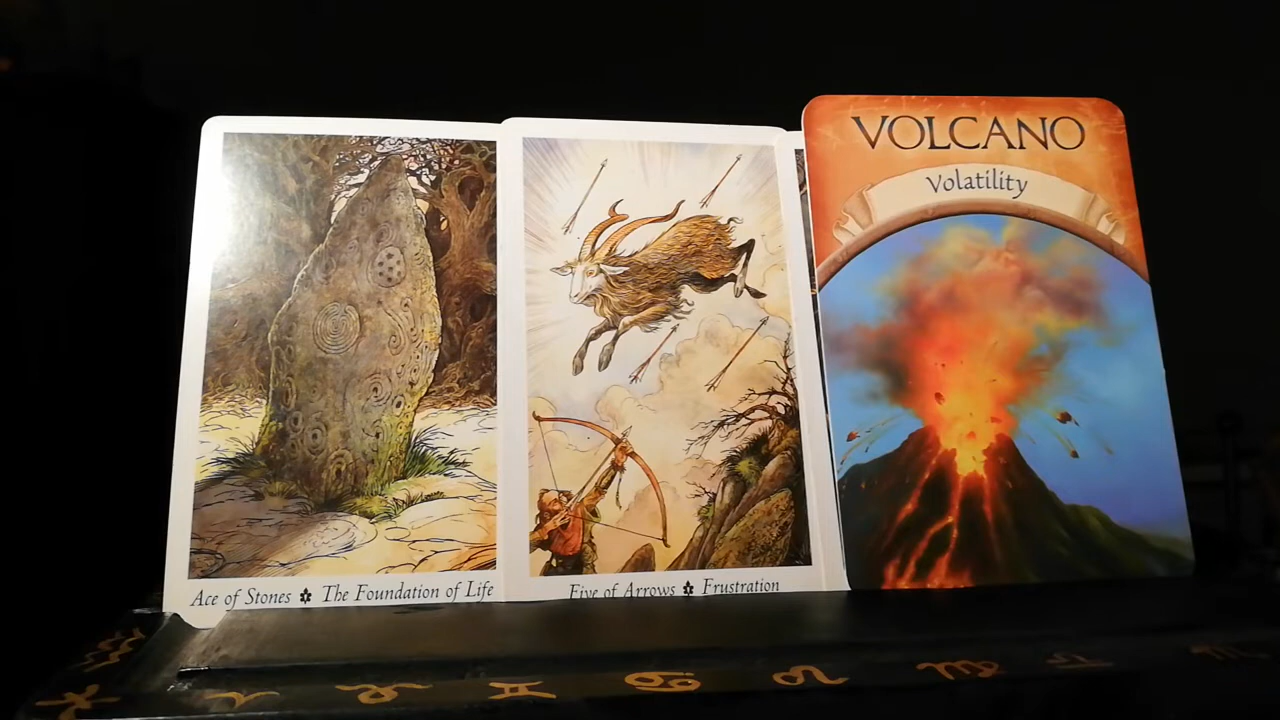 VOLCANO
Volatility
Ace of Stones ✽ The Foundation of Life
Five of Arrows ✽ Frustration
♈ ♉ ♊ ♋ ♌ ♍ ♎ ♏